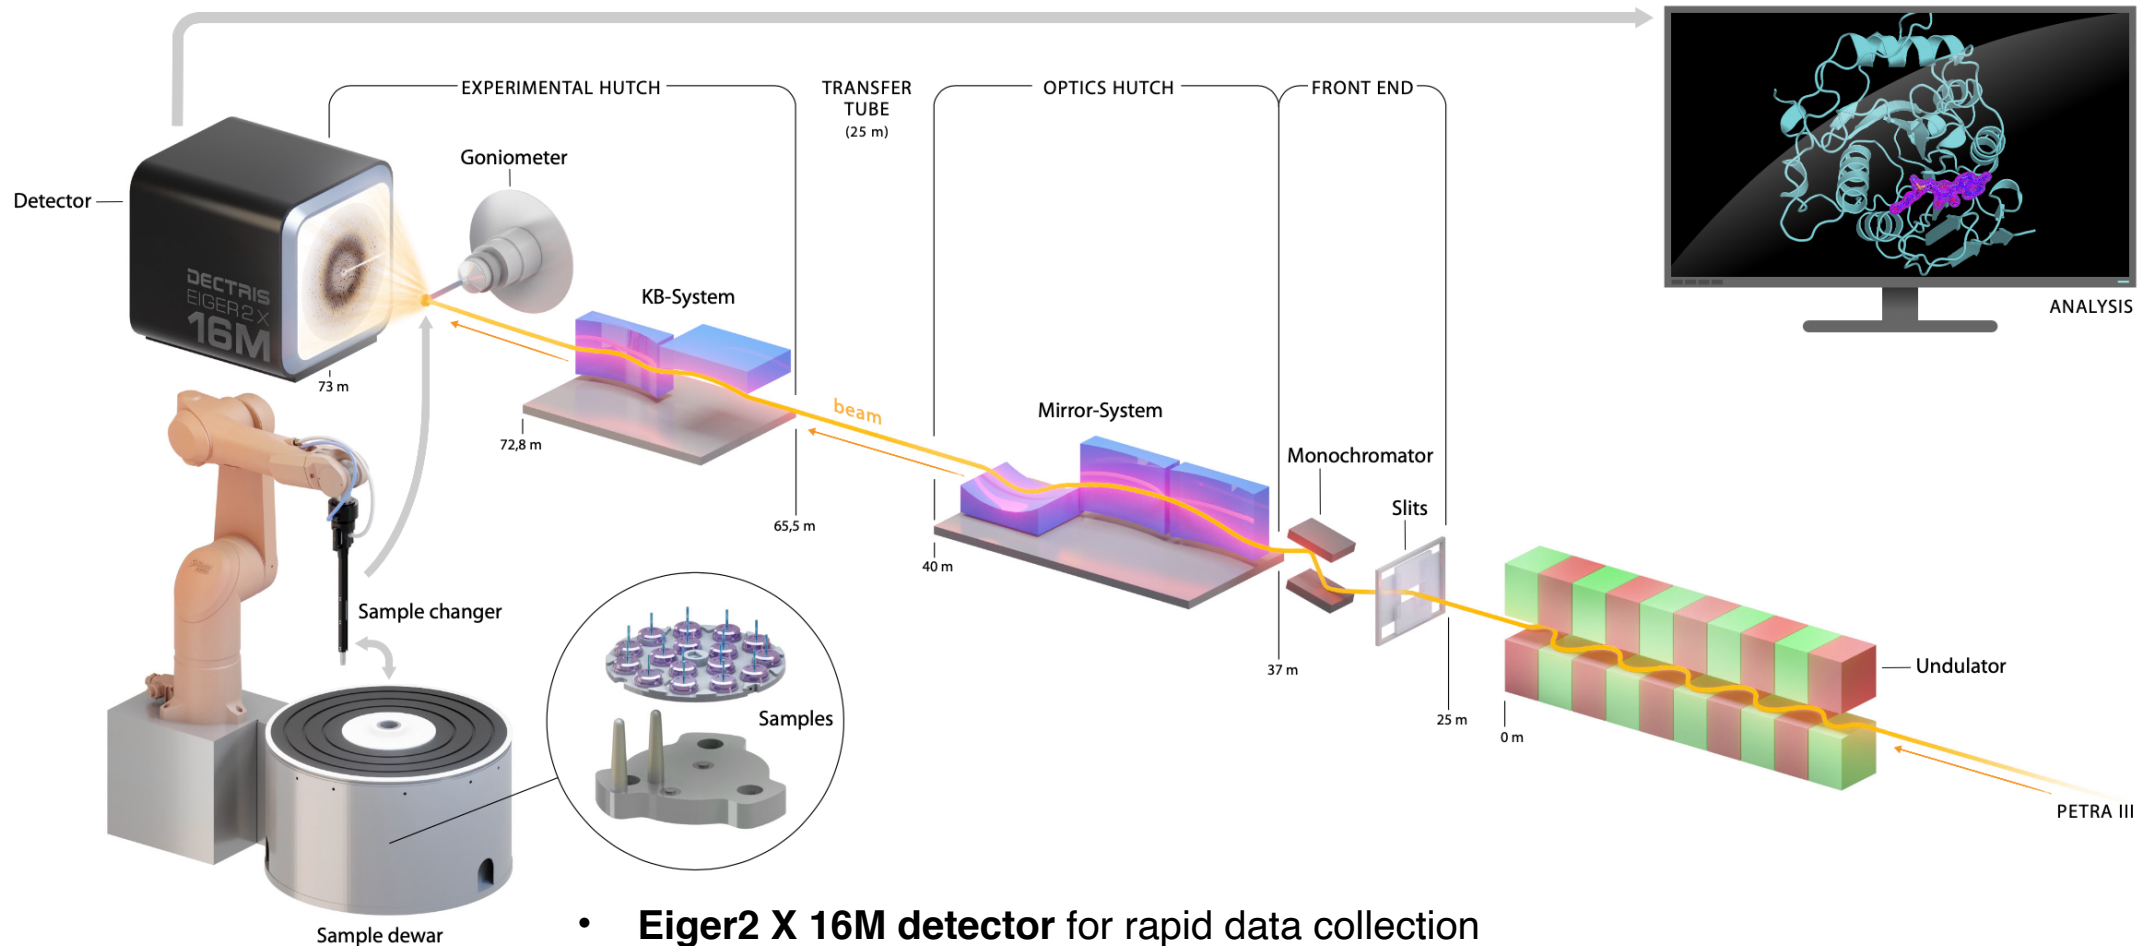 EXPERIMENTAL HUTCH
TRANSFER
TUBE
(25 m)
OPTICS HUTCH
FRONT END
Goniometer
Detector
DECTRIS
EIGER2 X
16M
73 m
KB-System
72,8 m
beam
65,5 m
Mirror-System
40 m
Monochromator
Slits
37 m
25 m
0 m
Undulator
PETRA III
ANALYSIS
Sample changer
Samples
Sample dewar
• Eiger2 X 16M detector for rapid data collection